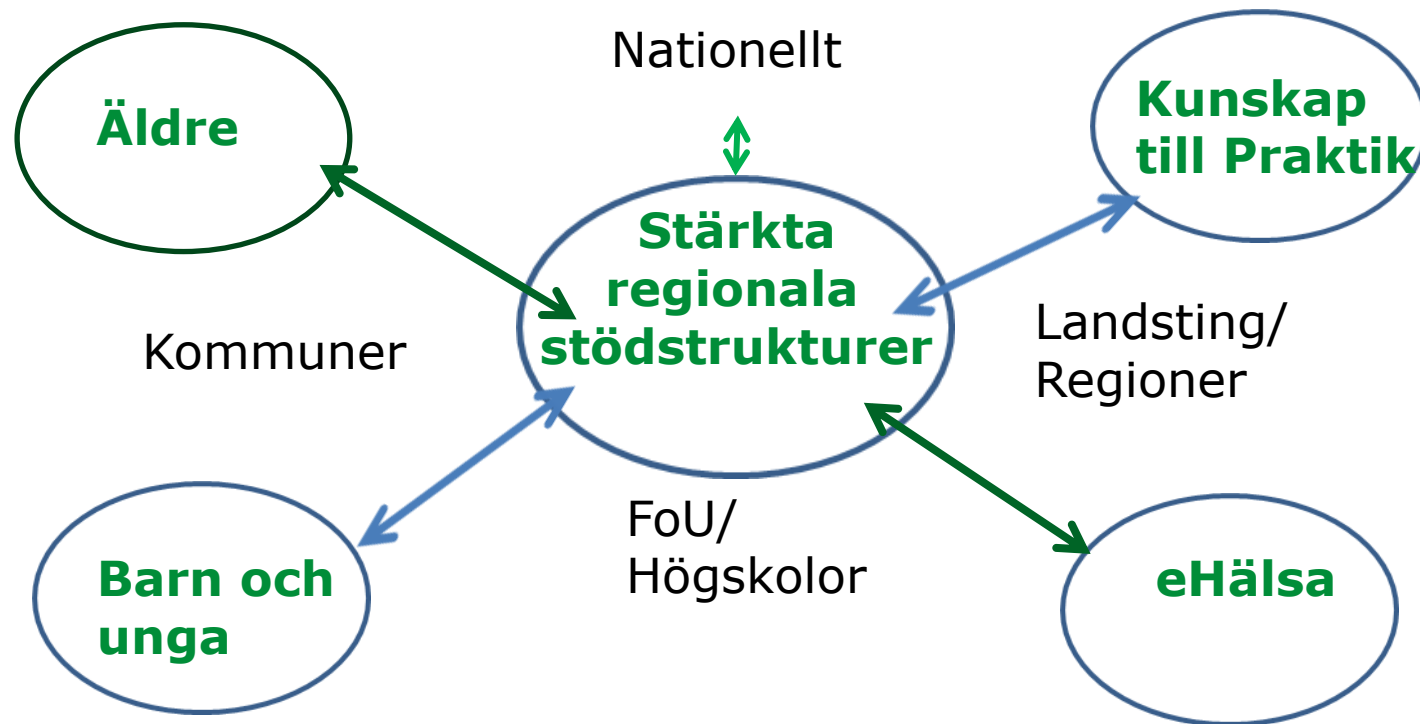 Nationellt
Äldre
Kunskap
till Praktik
Stärkta
regionala
stödstrukturer
Kommuner
Landsting/
Regioner
FoU/
Högskolor
Barn och
unga
eHälsa